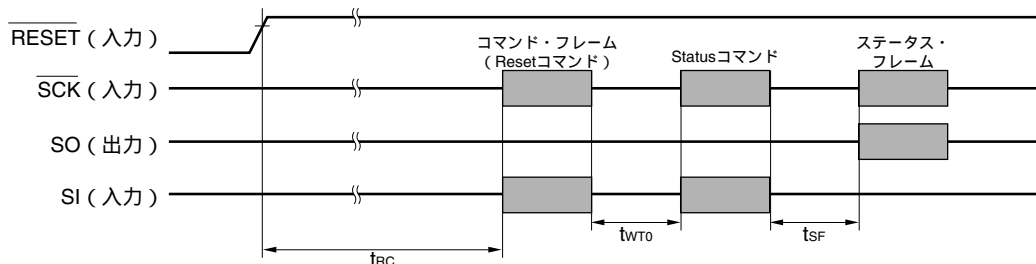 RESET（入力）
コマンド・フレーム
（Resetコマンド）
Statusコマンド
ステータス・
フレーム
SCK（入力）
SO（出力）
SI（入力）
tWT0
tSF
tRC